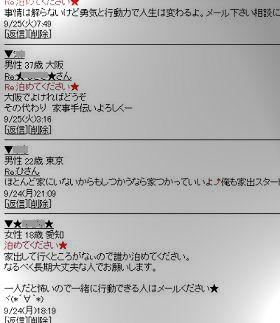 Re 泊めてください★
事情は解らないけど勇気と行動力で人生は変わるよ。メール下さい相談に
9/25(火)7:49
[返信][削除]
▼
男性 37歳 大阪
Re さん
Re 泊めてください★
大阪でよければどうぞ
その代わり 家事手伝いよろしくー
9/25(火)3:16
[返信][削除]
▼
男性 22歳 東京
Re:ひさん
ほとんど家にいないからもしつかうなら家つかっていいよ♪俺も家出スター
9/24(月)21:09
[返信][削除]
▼★
女性 18歳 愛知
泊めてください★
家出して行くところがないので誰か泊めてください。
なるべく長期大丈夫な人でお願いします。
一人だと怖いので一緒に行動できる人はメールください★
ヾ(*´∀`*)
9/24(月)18:19
[返信][削除]